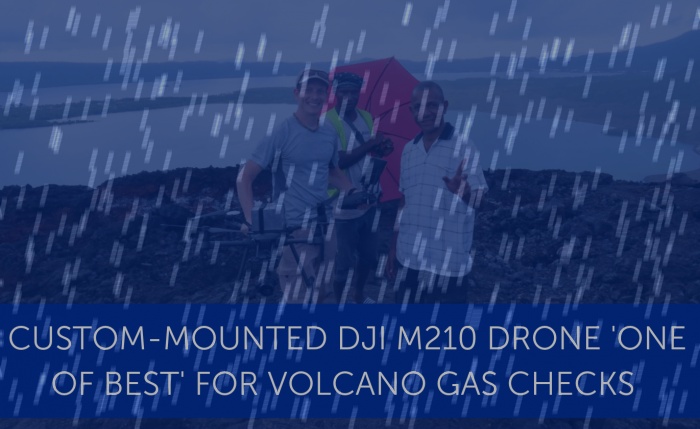 CUSTOM-MOUNTED DJI M210 DRONE 'ONE
OF BEST' FOR VOLCANO GAS CHECKS